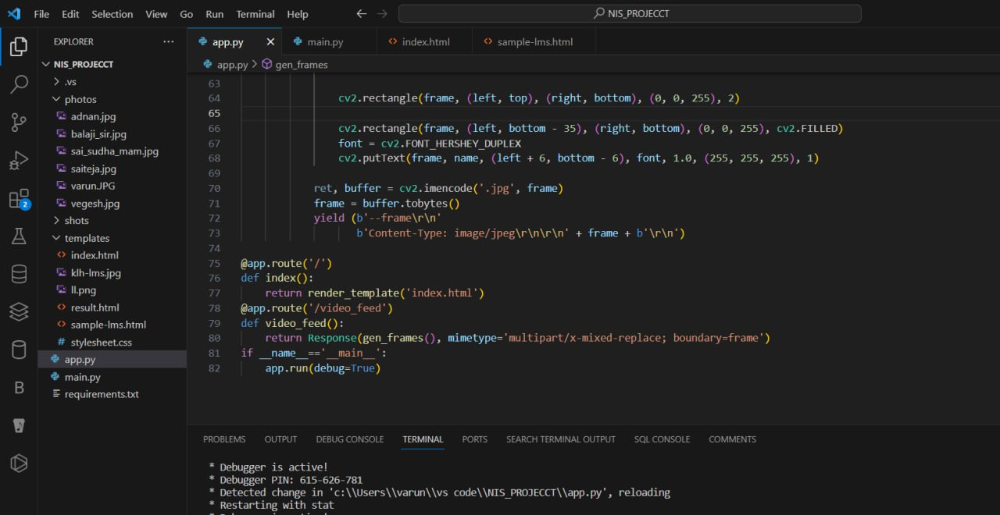 File Edit Selection View Go Run Terminal Help
NIS_PROJECCT
EXPLORER
NIS_PROJECCT
.vs
photos
adnan.jpg
balaji_sir.jpg
sai_sudha_mam.jpg
saiteja.jpg
varun.JPG
vegesh.jpg
shots
templates
index.html
klh-lms.jpg
ll.png
result.html
sample-lms.html
# stylesheet.css
app.py
main.py
requirements.txt
2
B
app.py main.py index.html sample-lms.html
app.py > gen_frames
63
64 cv2.rectangle(frame, (left, top), (right, bottom), (0, 0, 255), 2)
65
66 cv2.rectangle(frame, (left, bottom - 35), (right, bottom), (0, 0, 255), cv2.FILLED)
67 font = cv2.FONT_HERSHEY_DUPLEX
68 cv2.putText(frame, name, (left + 6, bottom - 6), font, 1.0, (255, 255, 255), 1)
69
70 ret, buffer = cv2.imencode('.jpg', frame)
71 frame = buffer.tobytes()
72 yield (b'--frame\r\n'
73 b'Content-Type: image/jpeg\r\n\r\n' + frame + b'\r\n')
74
75 @app.route('/')
76 def index():
77 return render_template('index.html')
78 @app.route('/video_feed')
79 def video_feed():
80 return Response(gen_frames(), mimetype='multipart/x-mixed-replace; boundary=frame')
81 if __name__=='__main__':
82 app.run(debug=True)
PROBLEMS OUTPUT DEBUG CONSOLE TERMINAL PORTS SEARCH TERMINAL OUTPUT SQL CONSOLE COMMENTS
* Debugger is active!
* Debugger PIN: 615-626-781
* Detected change in 'c:\\Users\\varun\\vs code\\NIS_PROJECCT\\app.py', reloading
* Restarting with stat